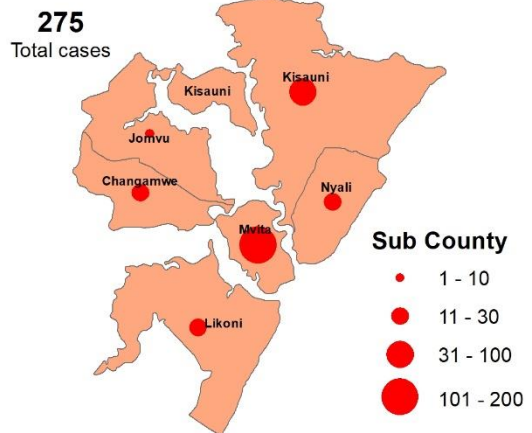 275
Total cases
Kisauni
Kisauni
Jomvu
Changamwe
Nyali
Mvita
Likoni
Sub County
1 - 10
11 - 30
31 - 100
101 - 200